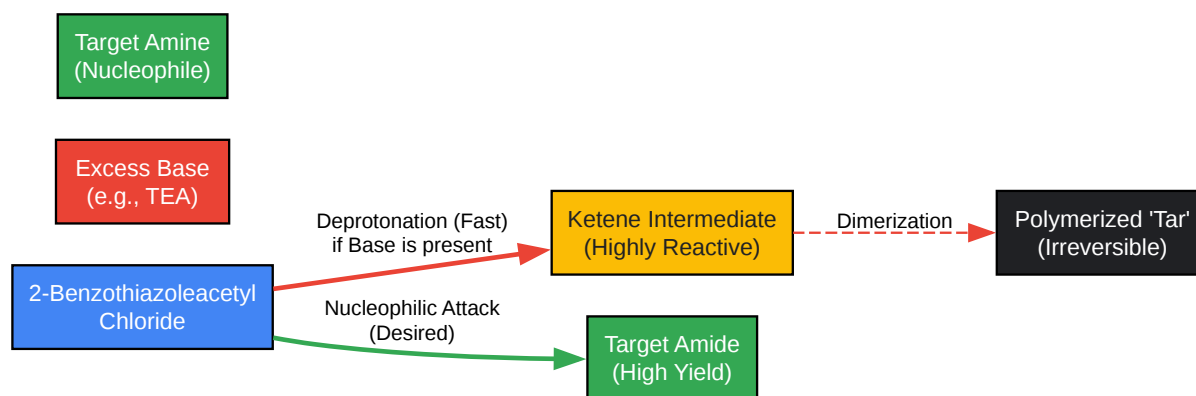 Target Amine
(Nucleophile)
Excess Base
(e.g., TEA)
2-Benzothiazoleacetyl
Chloride
Deprotonation (Fast)
if Base is present
Nucleophilic Attack
(Desired)
Ketene Intermediate
(Highly Reactive)
Target Amide
(High Yield)
Dimerization
Polymerized 'Tar'
(Irreversible)